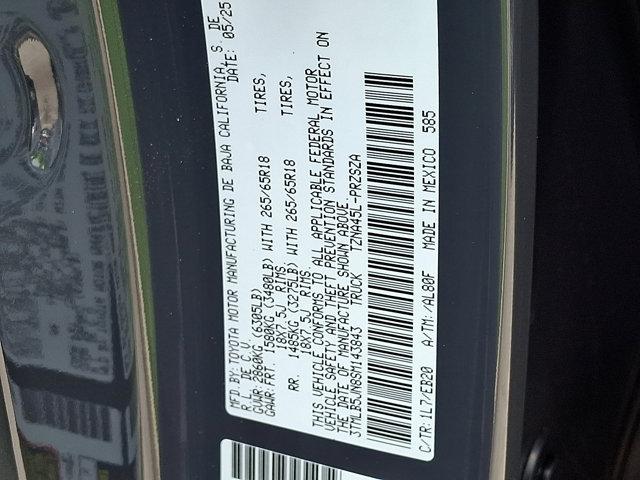 MFD. BY: TOYOTA MOTOR MANUFACTURING DE BAJA CALIFORNIA, S. DE
R. L. DE C. V. DATE: 05/25
GVWR: 2860KG (6305LB)
GAWR: FRT. 1580KG (3480LB) WITH 265/65R18 TIRES,
18X7.5J RIMS
RR. 1485KG (3275LB) WITH 265/65R18 TIRES,
18X7.5J RIMS
THIS VEHICLE CONFORMS TO ALL APPLICABLE FEDERAL MOTOR
VEHICLE SAFETY AND THEFT PREVENTION STANDARDS IN EFFECT ON
THE DATE OF MANUFACTURE SHOWN ABOVE.
3TMLB5JN8SM143843 TRUCK TZNA45L-PRZSZA
C/TR: 1L7/EB20 A/TM: /AL80F MADE IN MEXICO 585